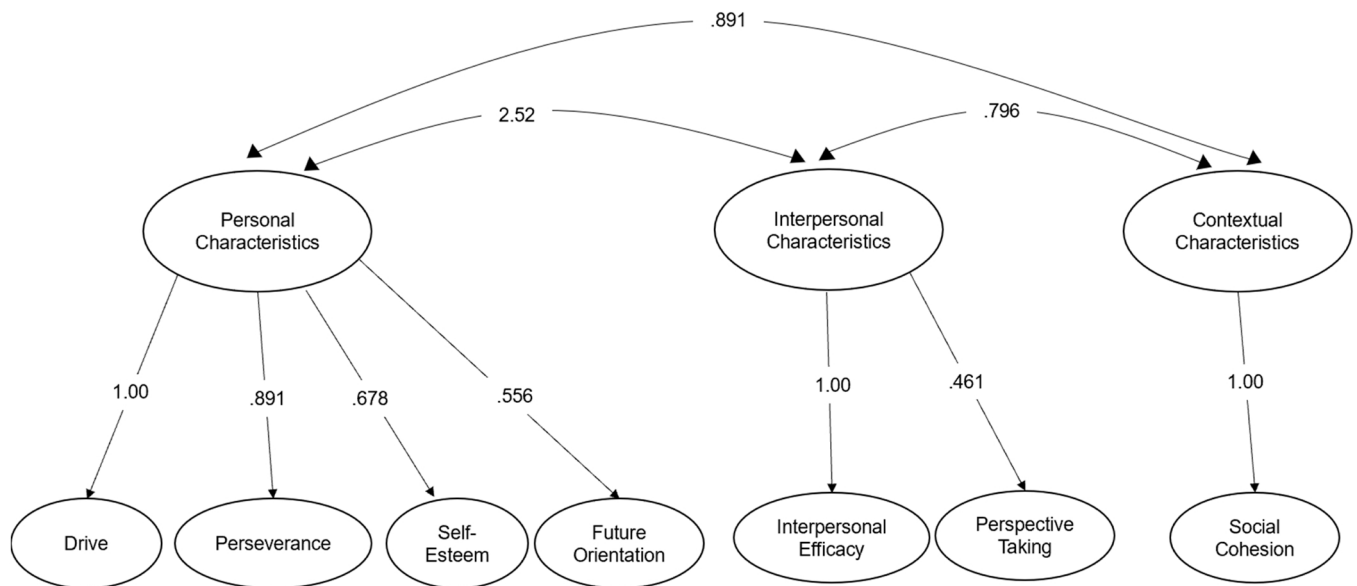 .891
2.52
.796
Personal
Characteristics
Interpersonal
Characteristics
Contextual
Characteristics
1.00
.891
.678
.556
1.00
.461
1.00
Drive
Perseverance
Self-
Esteem
Future
Orientation
Interpersonal
Efficacy
Perspective
Taking
Social
Cohesion